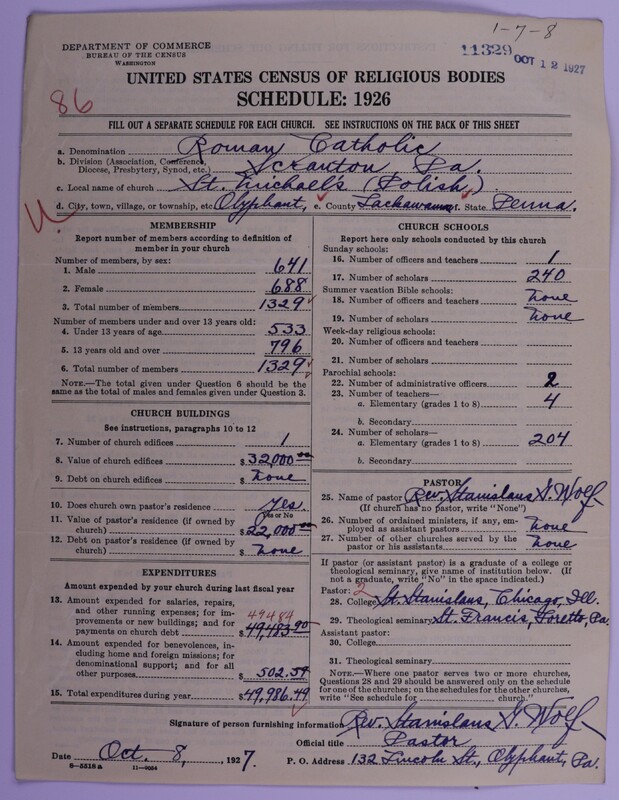 1-7-8
DEPARTMENT OF COMMERCE
BUREAU OF THE CENSUS
WASHINGTON
11329 OCT 12 1927
UNITED STATES CENSUS OF RELIGIOUS BODIES
86
SCHEDULE: 1926
FILL OUT A SEPARATE SCHEDULE FOR EACH CHURCH. SEE INSTRUCTIONS ON THE BACK OF THIS SHEET
a. Denomination Roman Catholic
b. Division (Association, Conference, Diocese, Presbytery, Synod, etc.) Scranton Pa.
c. Local name of church St. Michaels (Polish)
d. City, town, village, or township, etc. Olyphant, e. County Lackawanna f. State Penna.
MEMBERSHIP
Report number of members according to definition of
member in your church
Number of members, by sex:
1. Male 641
2. Female 688
3. Total number of members 1329
Number of members under and over 13 years old:
4. Under 13 years of age 533
5. 13 years old and over 796
6. Total number of members 1329
NOTE.—The total given under Question 6 should be
same as the total of males and females given under Question 3.
CHURCH BUILDINGS
See instructions, paragraphs 10 to 12
7. Number of church edifices 1
8. Value of church edifices $ 32,000 00
9. Debt on church edifices $ none
10. Does church own pastor's residence Yes.
Yes or No
11. Value of pastor's residence (if owned by
church) $ 22,000 00
12. Debt on pastor's residence (if owned by
church) $ none
EXPENDITURES
Amount expended by your church during last fiscal year
13. Amount expended for salaries, repairs,
and other running expenses; for im-
provements or new buildings; and for 49484
payments on church debt $ 49,483.90
14. Amount expended for benevolences,
including home and foreign missions; for
denominational support; and for all
other purposes $ 502.59
15. Total expenditures during year $ 49,986.49
CHURCH SCHOOLS
Report here only schools conducted by this church
Sunday schools:
16. Number of officers and teachers 1
17. Number of scholars 240
Summer vacation Bible schools:
18. Number of officers and teachers none
19. Number of scholars none
Week-day religious schools:
20. Number of officers and teachers
21. Number of scholars
Parochial schools:
22. Number of administrative officers 2
23. Number of teachers—
a. Elementary (grades 1 to 8) 4
b. Secondary
24. Number of scholars—
a. Elementary (grades 1 to 8) 204
b. Secondary
PASTOR
25. Name of pastor Rev. Stanislaus G. Wolf
(If church has no pastor, write "None")
26. Number of ordained ministers, if any, em-
ployed as assistant pastors none
27. Number of other churches served by the
pastor or his assistants none
If pastor (or assistant pastor) is a graduate of a college or
theological seminary, give name of institution below. (If
not a graduate, write "No" in the space indicated.)
Pastor: 2
28. College St. Stanislaus, Chicago, Ill.
29. Theological seminary St. Francis, Loretto, Pa.
Assistant pastor:
30. College
31. Theological seminary
NOTE.—Where one pastor serves two or more churches,
Questions 28 and 29 should be answered only on the schedule
for one of the churches; on the schedules for the other churches,
write "See schedule for church."
Signature of person furnishing information Rev. Stanislaus G. Wolf
Official title Pastor
Date Oct. 8, , 1927. P. O. Address 132 Lincoln St., Olyphant, Pa.
8-5518 a 11-9654